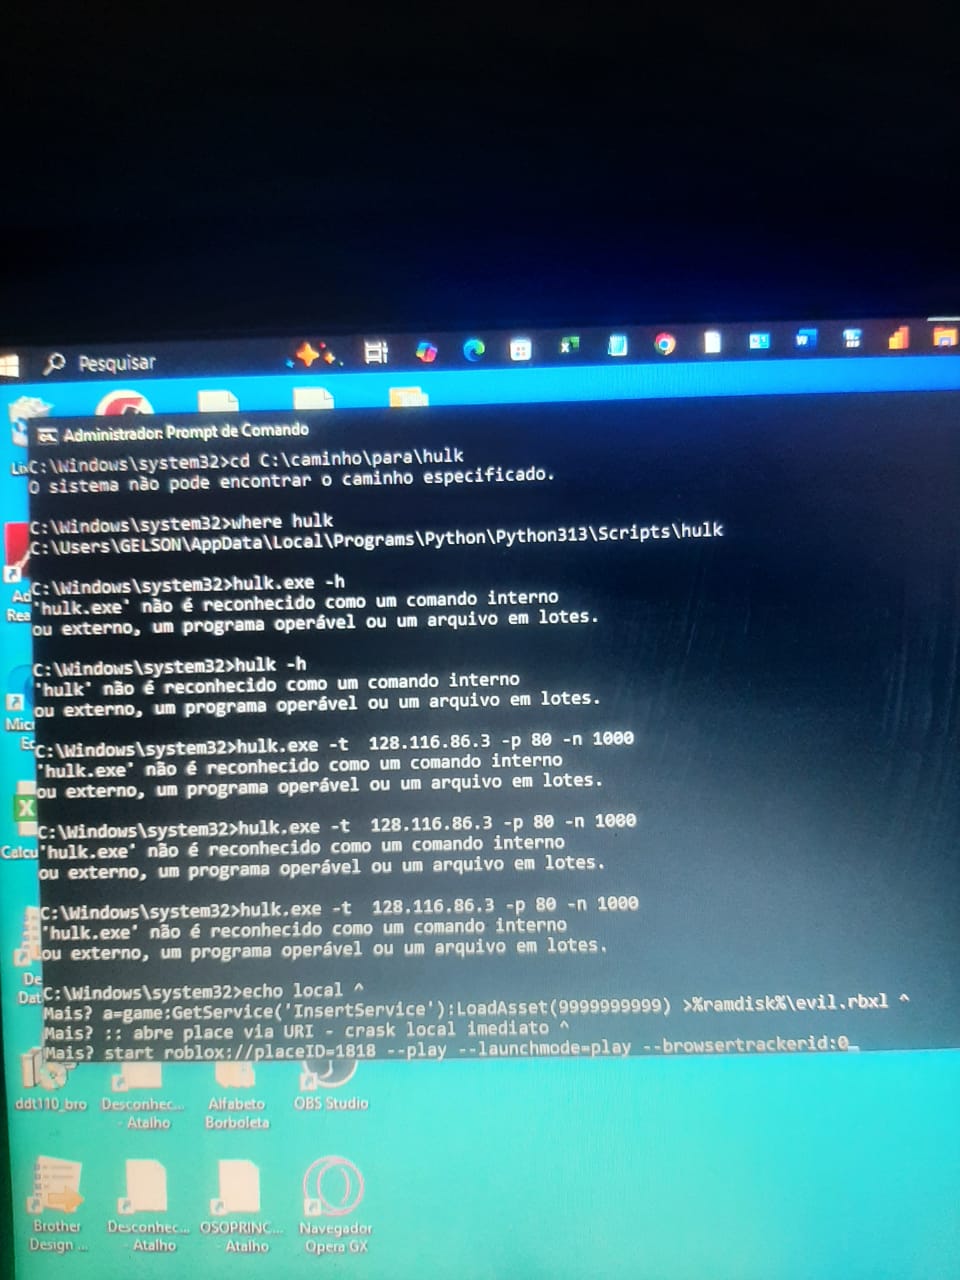 Pesquisar
Administrador: Prompt de Comando
C:\Windows\system32>cd C:\caminho\para\hulk
O sistema não pode encontrar o caminho especificado.
C:\Windows\system32>where hulk
C:\Users\GELSON\AppData\Local\Programs\Python\Python313\Scripts\hulk
C:\Windows\system32>hulk.exe -h
'hulk.exe' não é reconhecido como um comando interno
ou externo, um programa operável ou um arquivo em lotes.
C:\Windows\system32>hulk -h
'hulk' não é reconhecido como um comando interno
ou externo, um programa operável ou um arquivo em lotes.
C:\Windows\system32>hulk.exe -t  128.116.86.3 -p 80 -n 1000
'hulk.exe' não é reconhecido como um comando interno
ou externo, um programa operável ou um arquivo em lotes.
C:\Windows\system32>hulk.exe -t  128.116.86.3 -p 80 -n 1000
'hulk.exe' não é reconhecido como um comando interno
ou externo, um programa operável ou um arquivo em lotes.
C:\Windows\system32>hulk.exe -t  128.116.86.3 -p 80 -n 1000
'hulk.exe' não é reconhecido como um comando interno
ou externo, um programa operável ou um arquivo em lotes.
C:\Windows\system32>echo local ^
Mais? a=game:GetService('InsertService'):LoadAsset(9999999999) >%ramdisk%\evil.rbxl ^
Mais? :: abre place via URI - crask local imediato ^
Mais? start roblox://placeID=1818 --play --launchmode=play --browsertrackerid:0_
ddt110_bro
Desconhec...
- Atalho
Alfabeto
Borboleta
OBS Studio
Brother
Design ...
Desconhec...
- Atalho
OSOPRINC...
- Atalho
Navegador
Opera GX